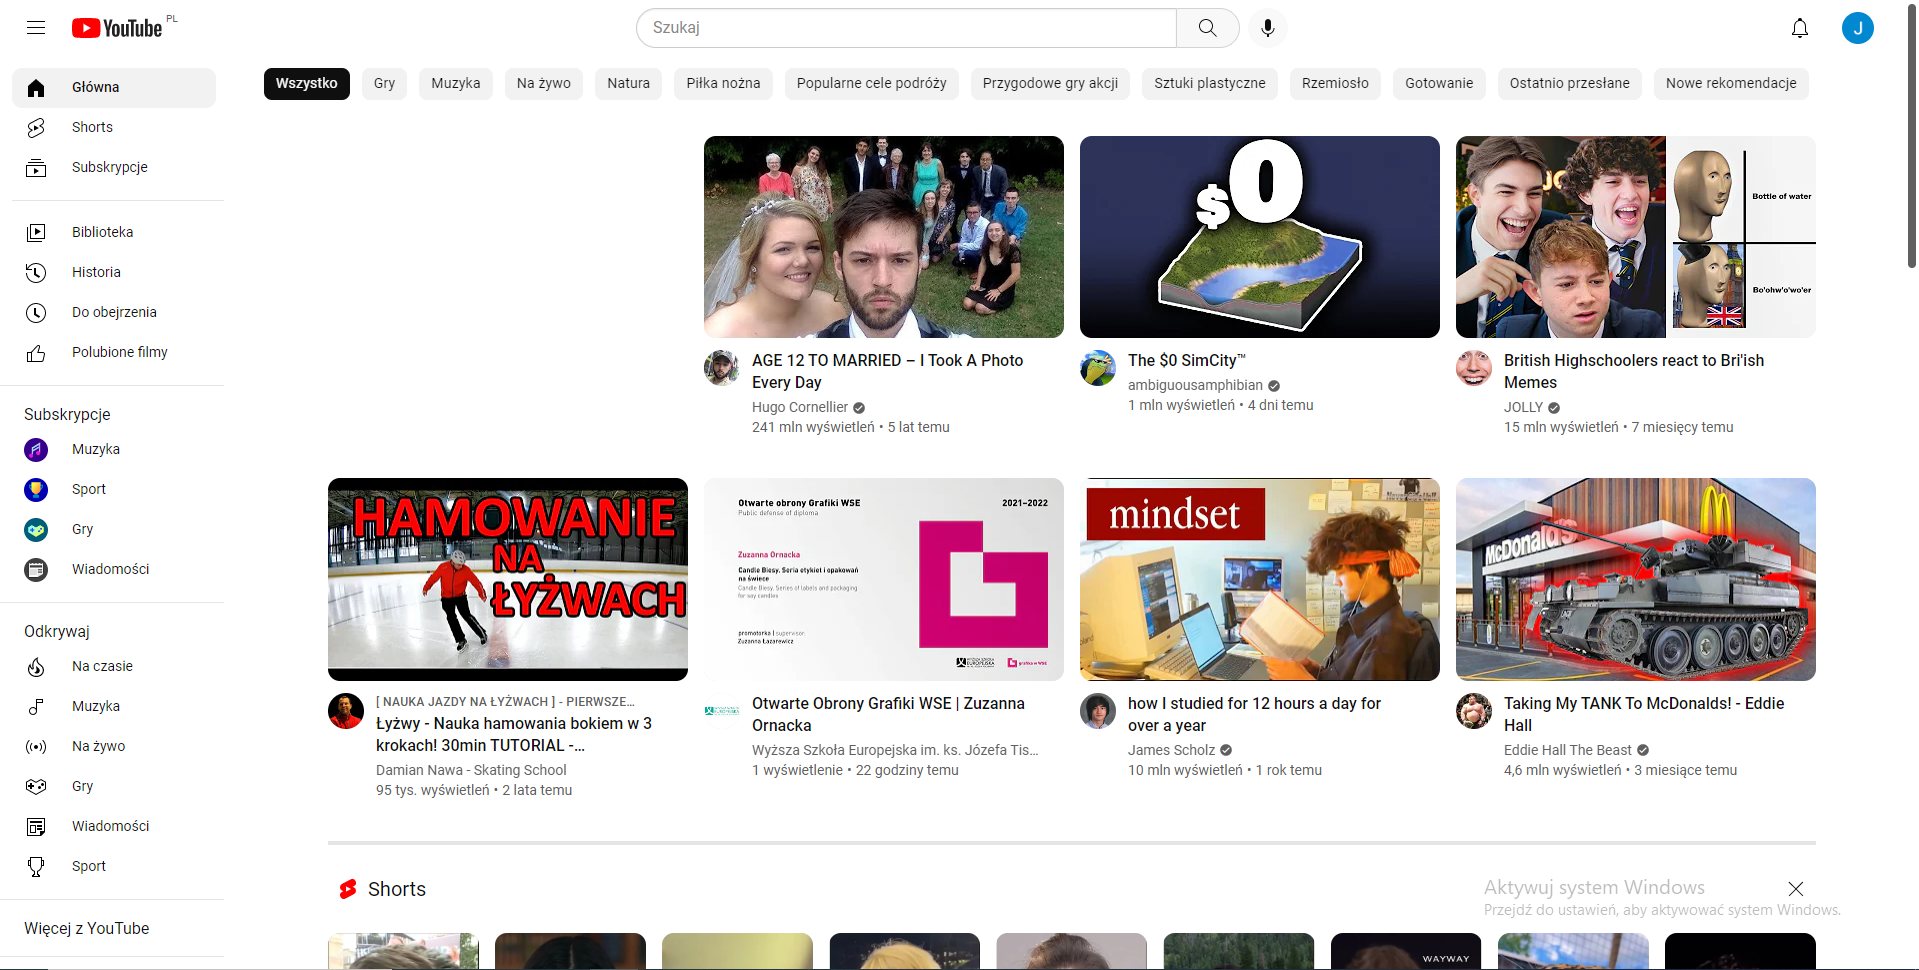 YouTube PL
Szukaj
J
Główna
Shorts
Subskrypcje
Biblioteka
Historia
Do obejrzenia
Polubione filmy
Subskrypcje
Muzyka
Sport
Gry
Wiadomości
Odkrywaj
Na czasie
Muzyka
Na żywo
Gry
Wiadomości
Sport
Więcej z YouTube
Wszystko
Gry
Muzyka
Na żywo
Natura
Piłka nożna
Popularne cele podróży
Przygodowe gry akcji
Sztuki plastyczne
Rzemiosło
Gotowanie
Ostatnio przesłane
Nowe rekomendacje
AGE 12 TO MARRIED – I Took A Photo
Every Day
Hugo Cornellier
241 mln wyświetleń • 5 lat temu
$0
The $0 SimCity™
ambiguousamphibian
1 mln wyświetleń • 4 dni temu
Bottle of water
Bo'ohw'o'wo'er
British Highschoolers react to Bri'ish
Memes
JOLLY
15 mln wyświetleń • 7 miesięcy temu
HAMOWANIE
NA
ŁYŻWACH
[ NAUKA JAZDY NA ŁYŻWACH ] - PIERWSZE...
Łyżwy - Nauka hamowania bokiem w 3
krokach! 30min TUTORIAL -...
Damian Nawa - Skating School
95 tys. wyświetleń • 2 lata temu
Otwarte obrony Grafiki WSE
2021–2022
Public defense of diploma
Zuzanna Ornacka
Candle Biesy. Seria etykiet i opakowań
na świece
Candle Biesy. Series of labels and packaging
for soy candles
promotorka | supervisor:
Zuzanna Łazarewicz
WYŻSZA SZKOŁA
EUROPEJSKA
grafika w WSE
Otwarte Obrony Grafiki WSE | Zuzanna
Ornacka
Wyższa Szkoła Europejska im. ks. Józefa Tis...
1 wyświetlenie • 22 godziny temu
mindset
how I studied for 12 hours a day for
over a year
James Scholz
10 mln wyświetleń • 1 rok temu
McDonald's
Taking My TANK To McDonalds! - Eddie
Hall
Eddie Hall The Beast
4,6 mln wyświetleń • 3 miesiące temu
Shorts
Aktywuj system Windows
Przejdź do ustawień, aby aktywować system Windows.
WAYWAY